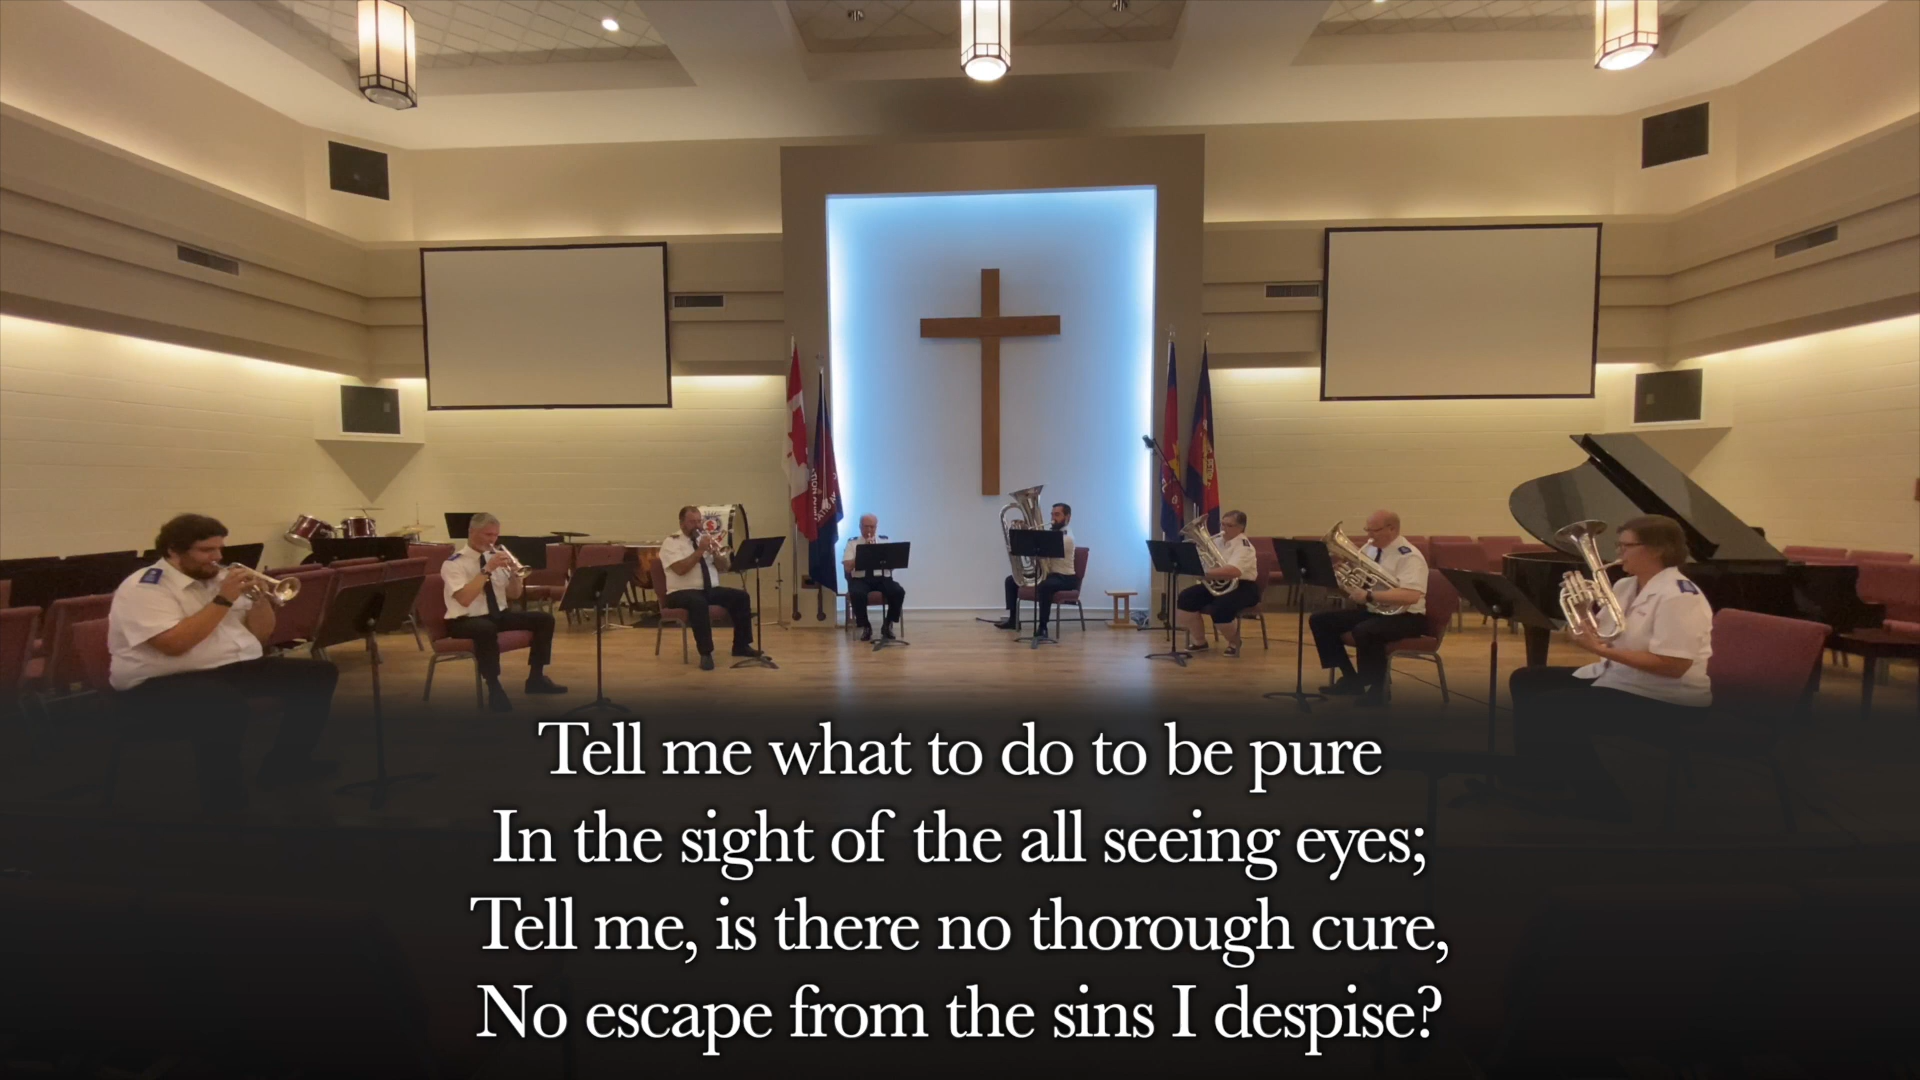 Tell me what to do to be pure
In the sight of the all seeing eyes;
Tell me, is there no thorough cure,
No escape from the sins I despise?